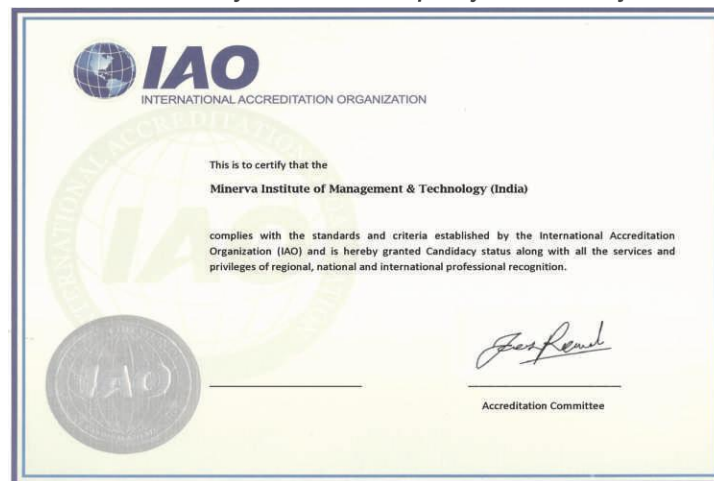 IAO
INTERNATIONAL ACCREDITATION ORGANIZATION
This is to certify that the
Minerva Institute of Management & Technology (India)
complies with the standards and criteria established by the International Accreditation
Organization (IAO) and is hereby granted Candidacy status along with all the services and
privileges of regional, national and international professional recognition.
IAO
Accreditation Committee